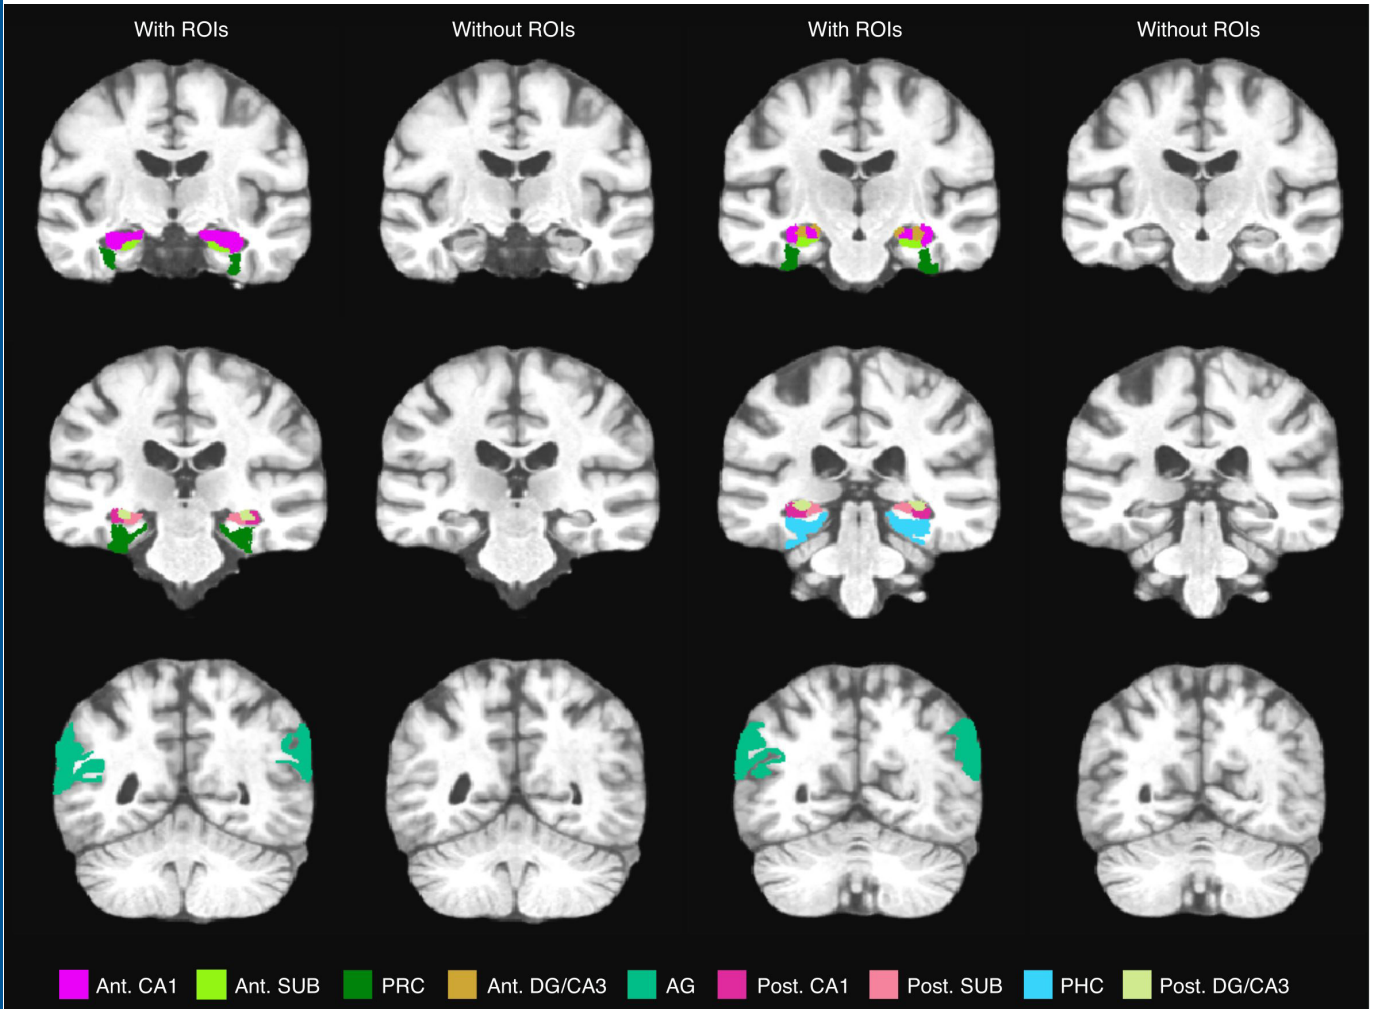 With ROIs Without ROIs With ROIs Without ROIs
Ant. CA1 Ant. SUB PRC Ant. DG/CA3 AG Post. CA1 Post. SUB PHC Post. DG/CA3